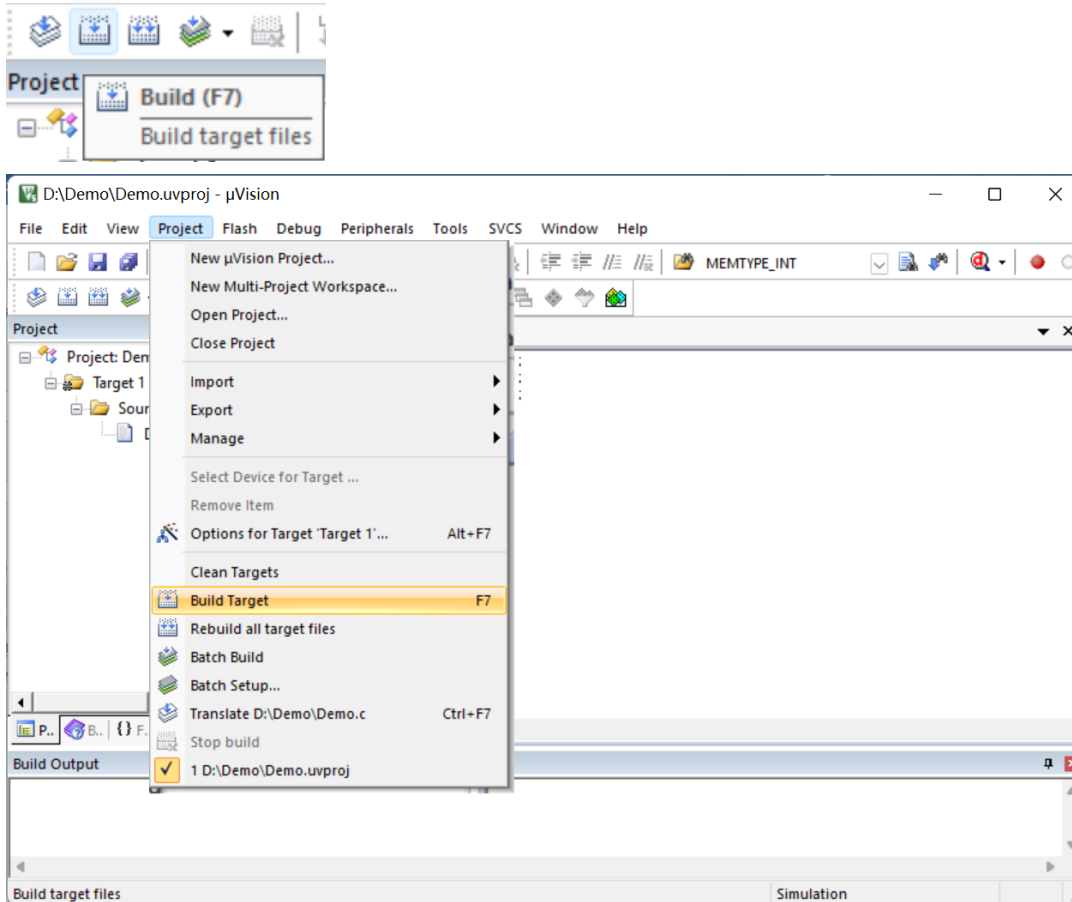 Project
Build (F7)
Build target files
D:\Demo\Demo.uvproj - µVision
File Edit View Project Flash Debug Peripherals Tools SVCS Window Help
MEMTYPE_INT
New µVision Project...
New Multi-Project Workspace...
Open Project...
Close Project
Import
Export
Manage
Select Device for Target ...
Remove Item
Options for Target 'Target 1'... Alt+F7
Clean Targets
Build Target F7
Rebuild all target files
Batch Build
Batch Setup...
Translate D:\Demo\Demo.c Ctrl+F7
Stop build
1 D:\Demo\Demo.uvproj
Project
Project: Dem
Target 1
Sour
P.. B.. {} F.
Build Output
Build target files Simulation